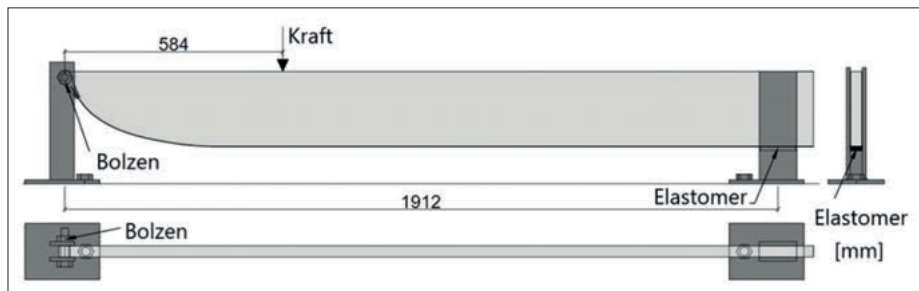 584
Kraft
Bolzen
Elastomer
1912
Elastomer
Bolzen
[mm]